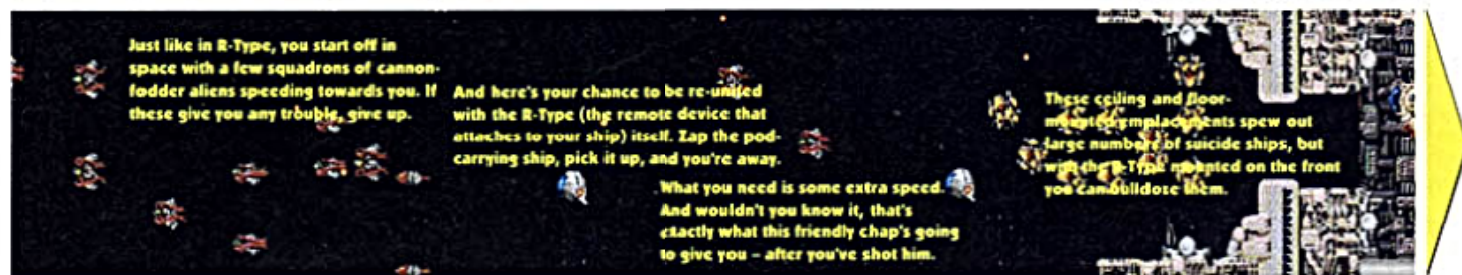 Just like in R-Type, you start off in
space with a few squadrons of cannon-
fodder aliens speeding towards you. If
these give you any trouble, give up.
And here's your chance to be re-united
with the R-Type (the remote device that
attaches to your ship) itself. Zap the pod-
carrying ship, pick it up, and you're away.
What you need is some extra speed.
And wouldn't you know it, that's
exactly what this friendly chap's going
to give you – after you've shot him.
These ceiling and floor-
mounted emplacements spew out
large numbers of suicide ships, but
with the R-Type mounted on the front
you can bulldose them.